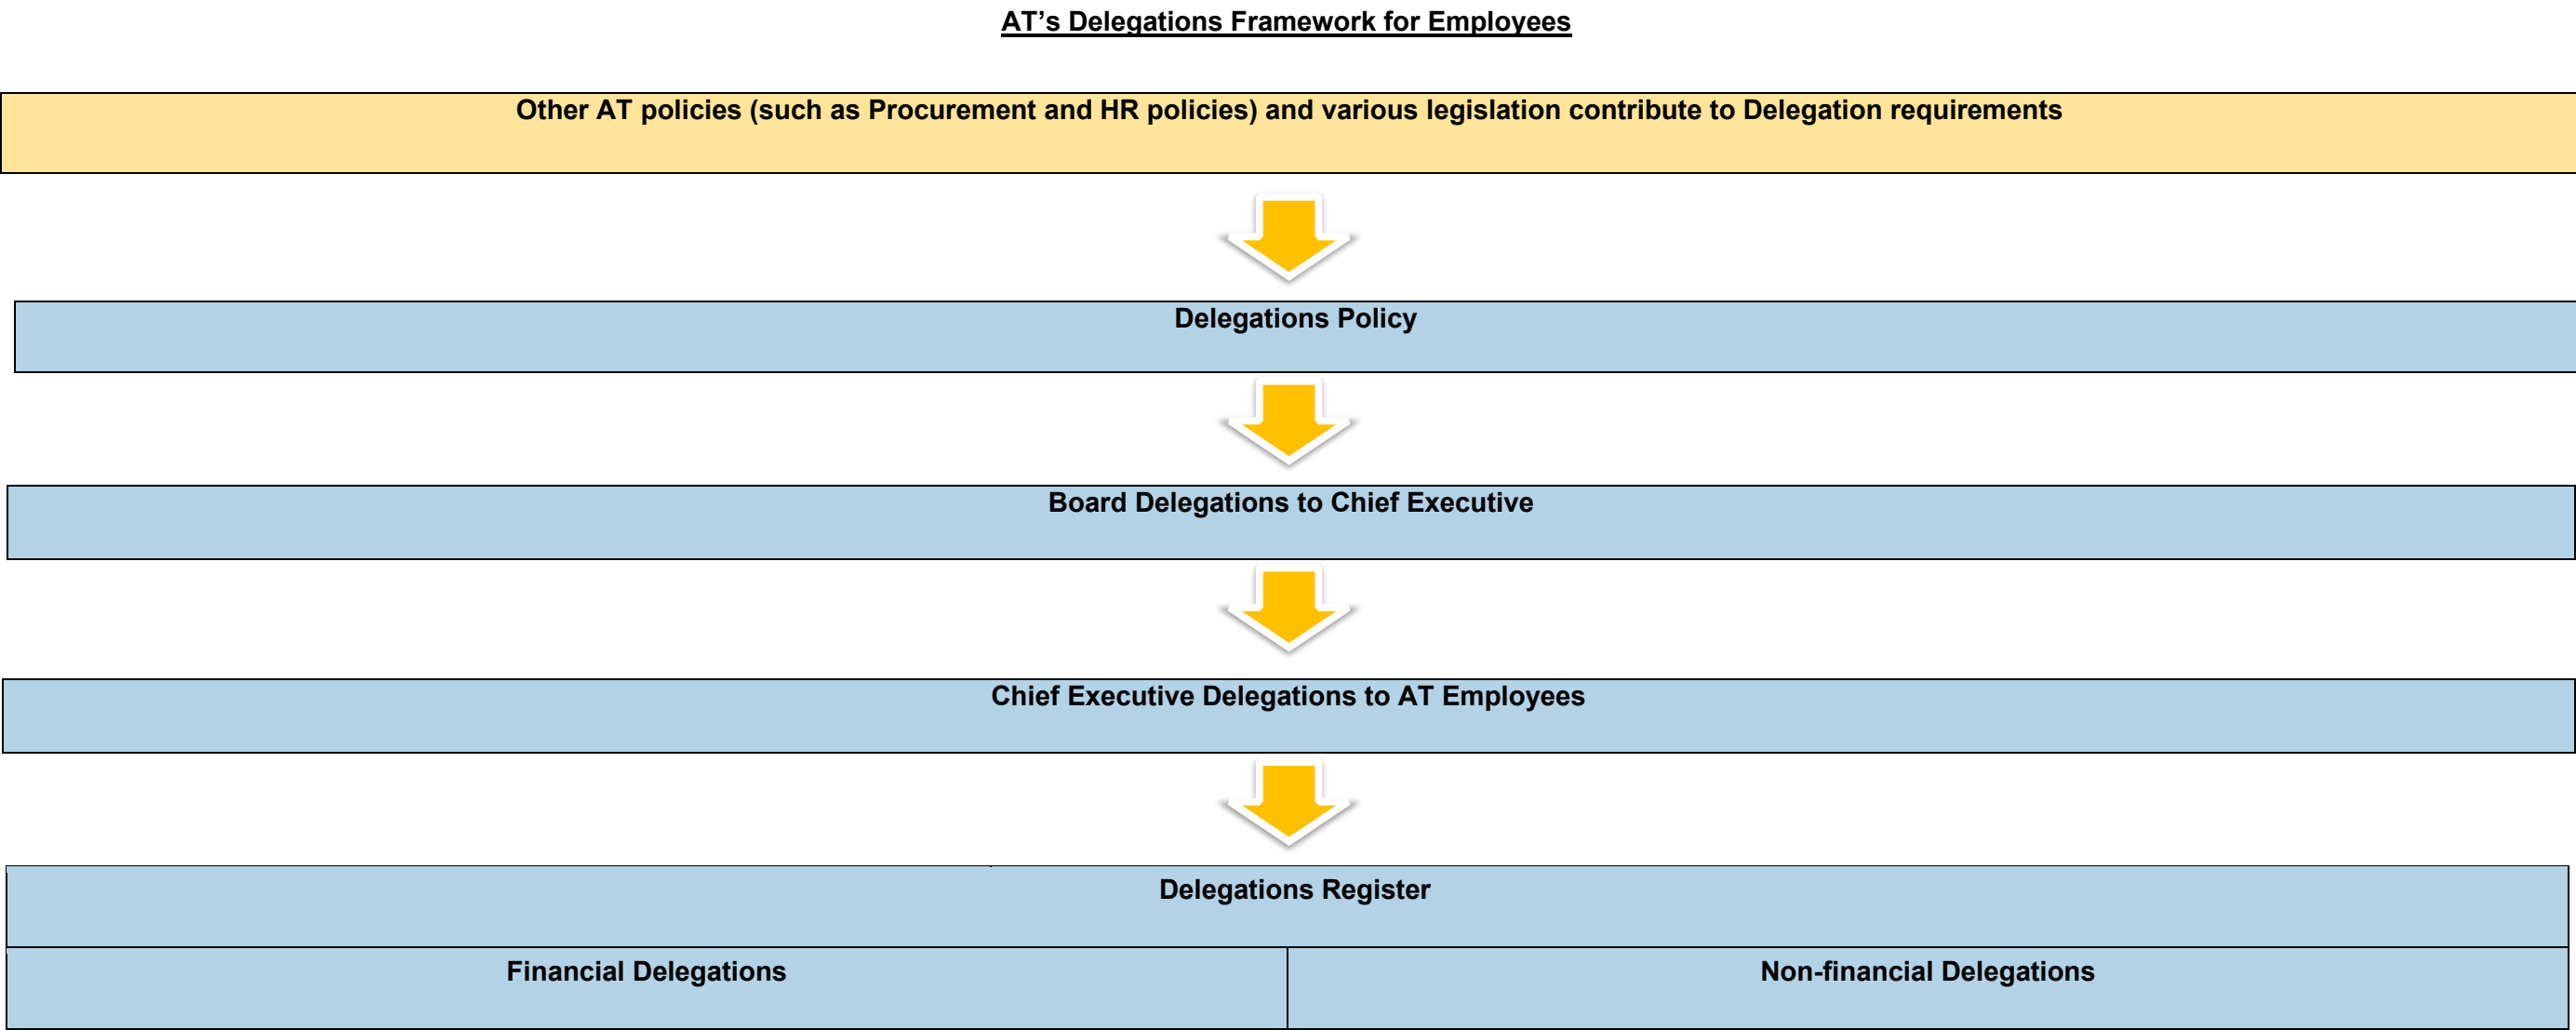 AT’s Delegations Framework for Employees
Other AT policies (such as Procurement and HR policies) and various legislation contribute to Delegation requirements
Delegations Policy
Board Delegations to Chief Executive
Chief Executive Delegations to AT Employees
Delegations Register
Financial Delegations
Non-financial Delegations